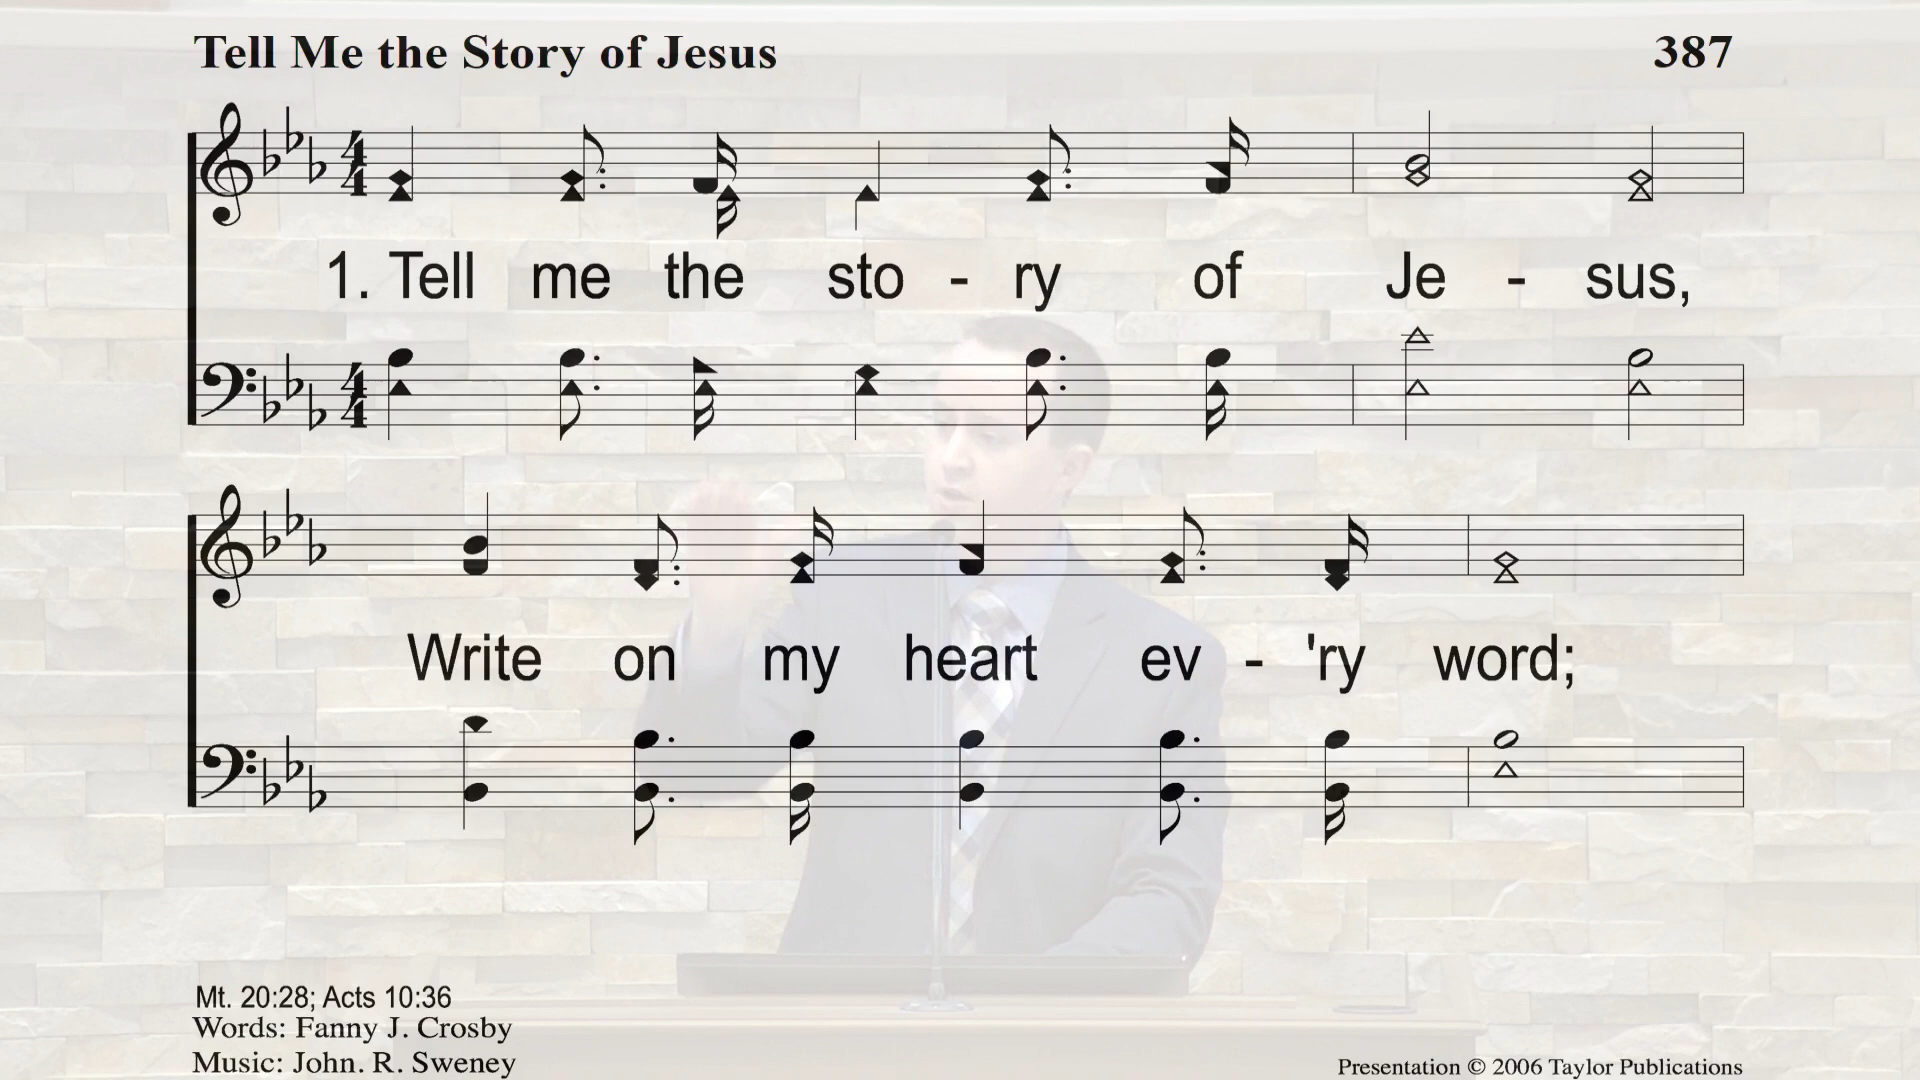 Tell Me the Story of Jesus 387
1. Tell me the sto - ry of Je - sus,
Write on my heart ev - 'ry word;
Mt. 20:28; Acts 10:36
Words: Fanny J. Crosby
Music: John. R. Sweney
Presentation © 2006 Taylor Publications